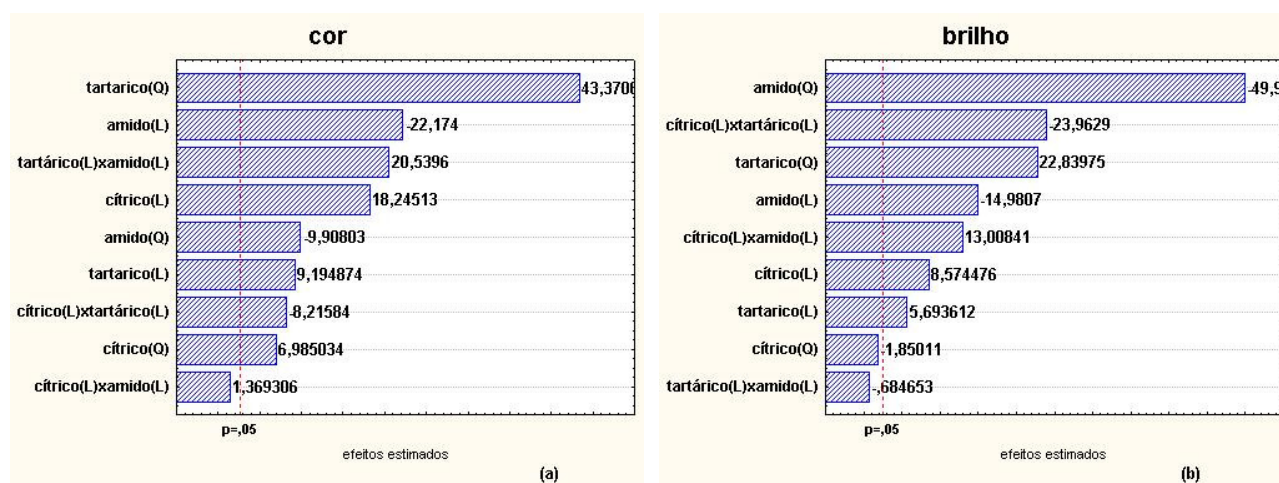 cor
tartarico(Q)
43,3706
amido(L)
-22,174
tartárico(L)xamido(L)
20,5396
cítrico(L)
18,24513
amido(Q)
-9,90803
tartarico(L)
9,194874
cítrico(L)xtartárico(L)
-8,21584
cítrico(Q)
6,985034
cítrico(L)xamido(L)
1,369306
p=,05
efeitos estimados
(a)
brilho
amido(Q)
-49,9
cítrico(L)xtartárico(L)
-23,9629
tartarico(Q)
22,83975
amido(L)
-14,9807
cítrico(L)xamido(L)
13,00841
cítrico(L)
8,574476
tartarico(L)
5,693612
cítrico(Q)
-1,85011
tartárico(L)xamido(L)
-,684653
p=,05
efeitos estimados
(b)